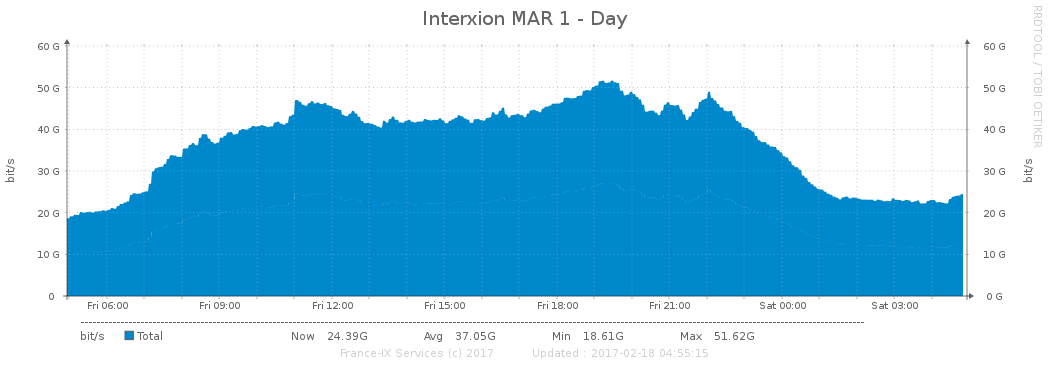 Interxion MAR 1 - Day
RRDTOOL / TOBI OETIKER
60 G 60 G
50 G 50 G
40 G 40 G
30 G 30 G
20 G 20 G
10 G 10 G
0 0 G
bit/s bit/s
Fri 06:00 Fri 09:00 Fri 12:00 Fri 15:00 Fri 18:00 Fri 21:00 Sat 00:00 Sat 03:00
bit/s Total Now 24.39G Avg 37.05G Min 18.61G Max 51.62G
France-IX Services (c) 2017 Updated : 2017-02-18 04:55:15